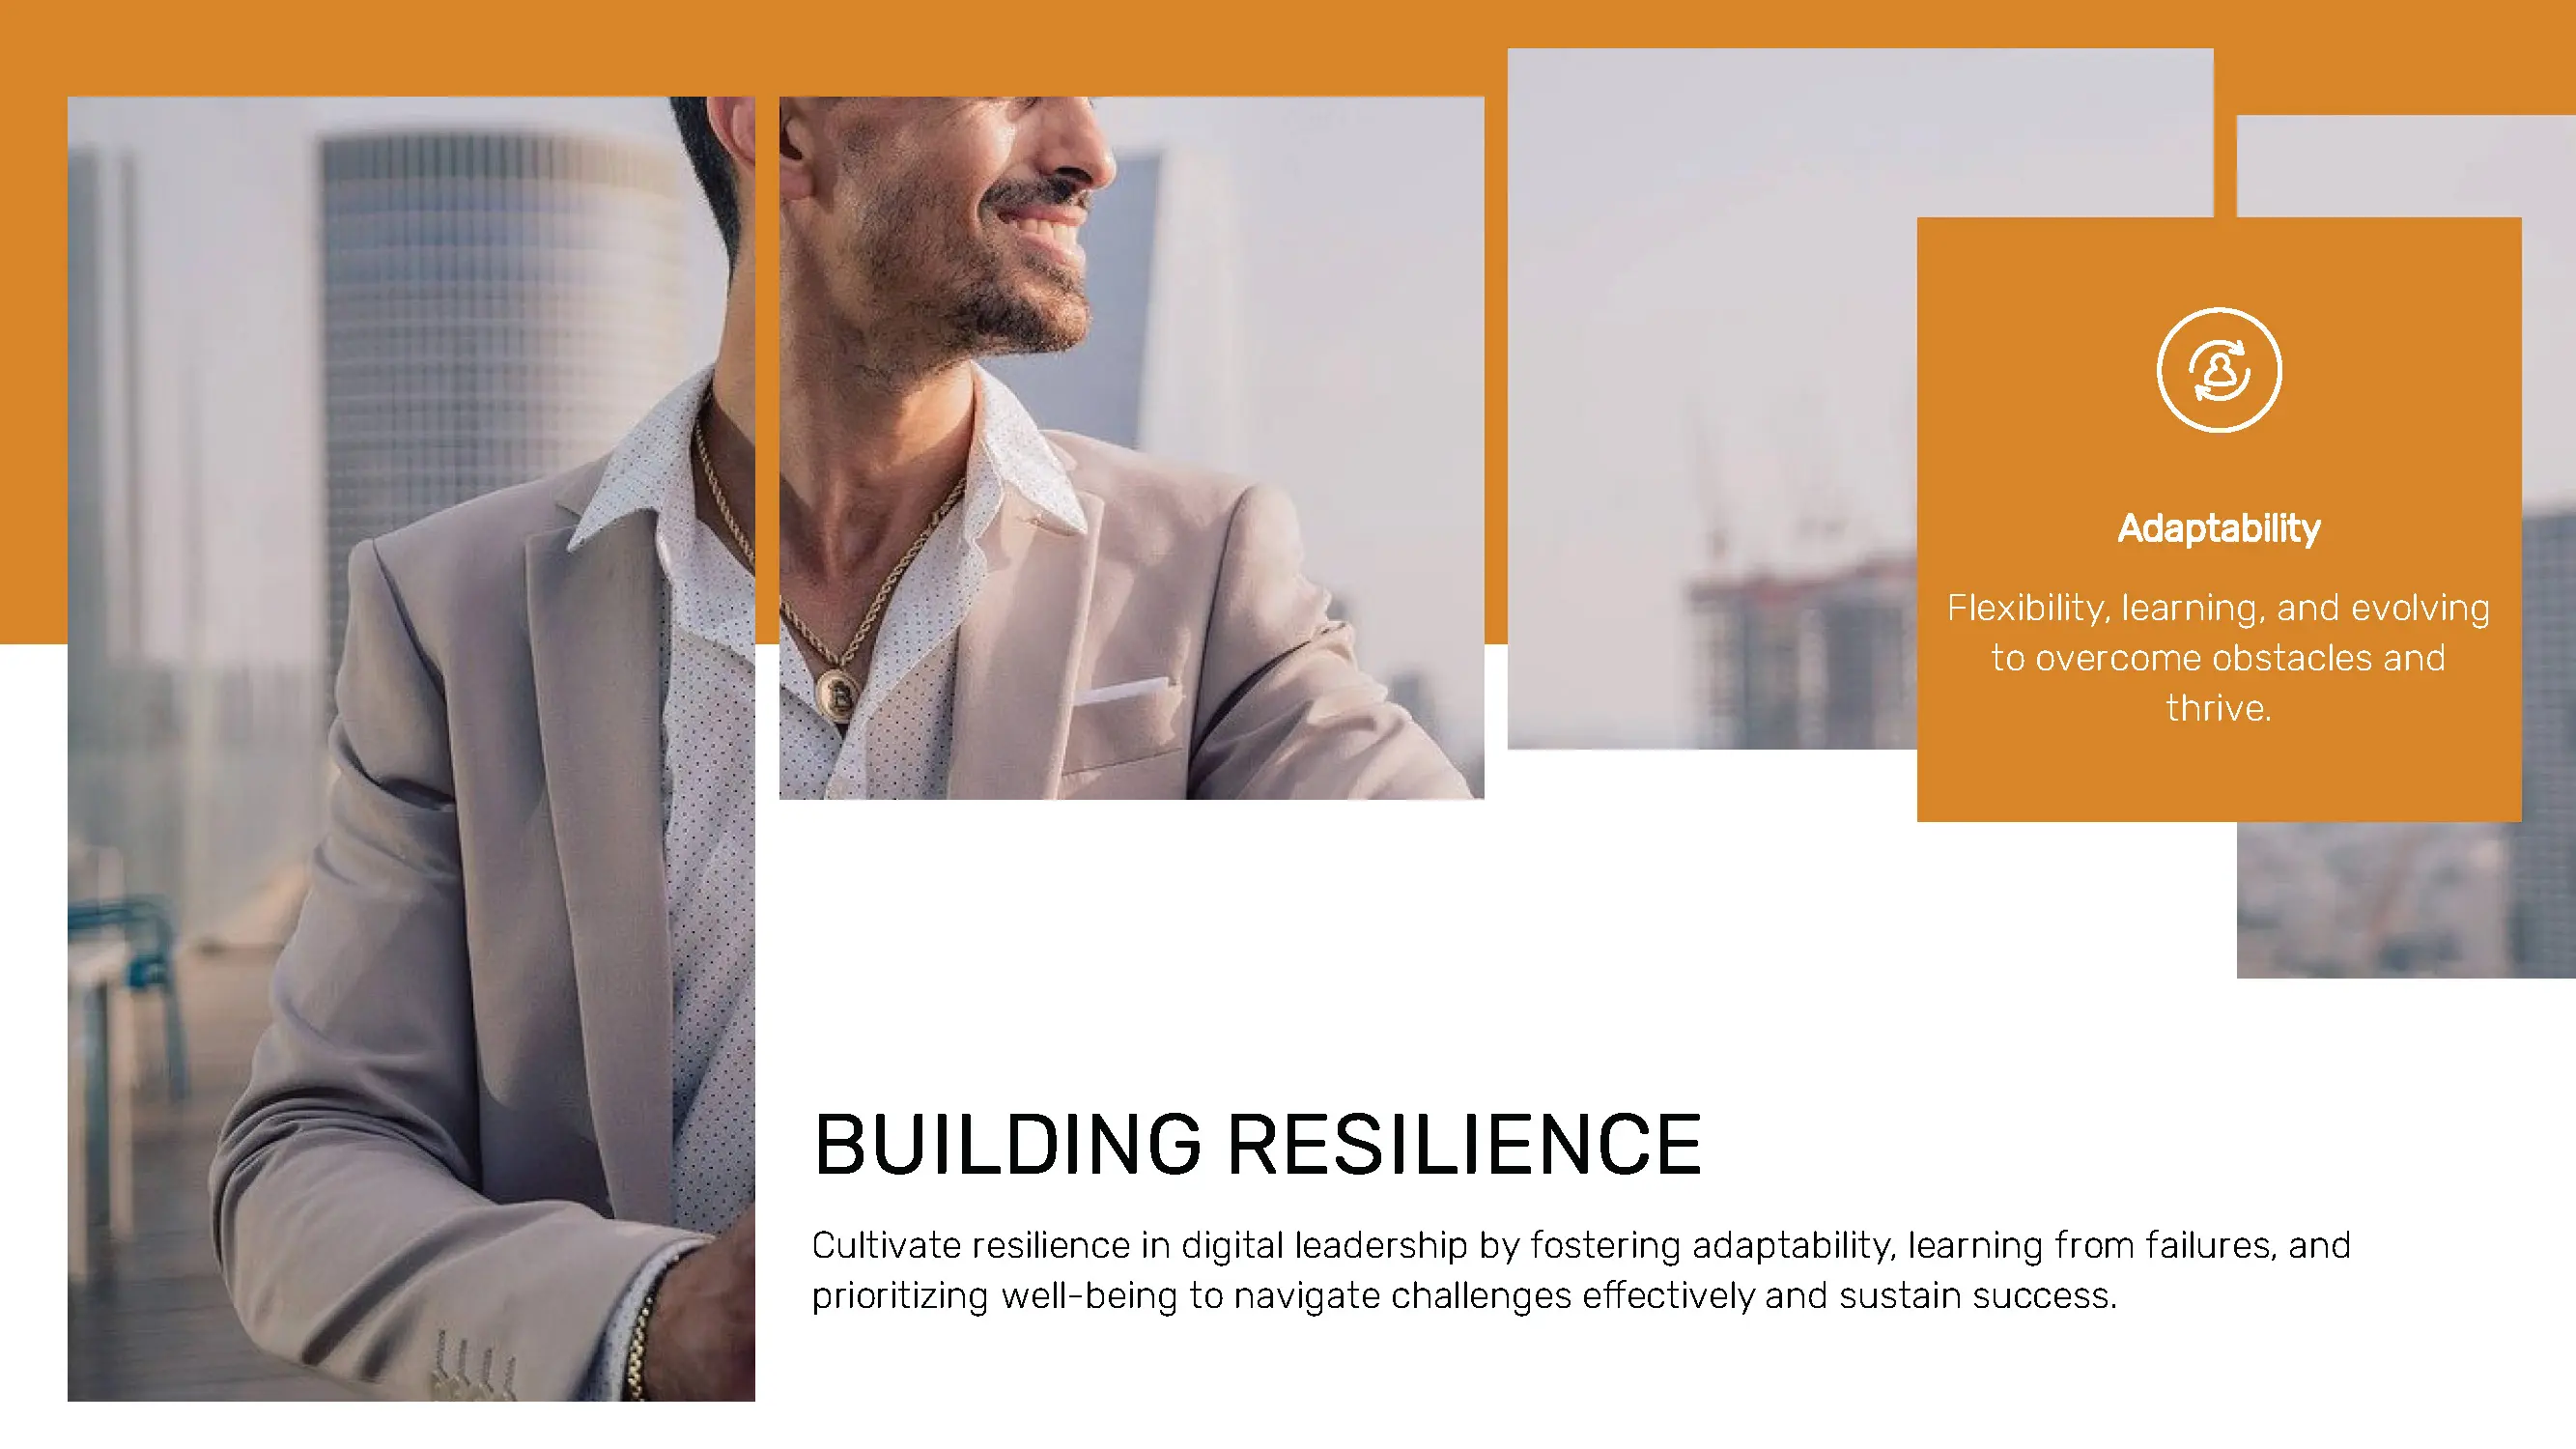 Adaptability
Flexibility, learning, and evolving
to overcome obstacles and
thrive.
BUILDING RESILIENCE
Cultivate resilience in digital leadership by fostering adaptability, learning from failures, and
prioritizing well-being to navigate challenges effectively and sustain success.